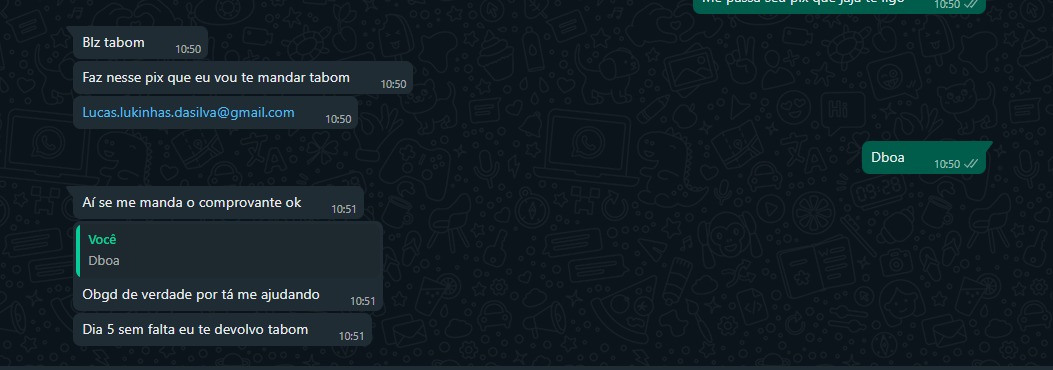 Me passa seu pix que jaja te ligo
10:50
Blz tabom
10:50
Faz nesse pix que eu vou te mandar tabom
10:50
Lucas.lukinhas.dasilva@gmail.com
10:50
Dboa
10:50
Aí se me manda o comprovante ok
10:51
Você
Dboa
Obgd de verdade por tá me ajudando
10:51
Dia 5 sem falta eu te devolvo tabom
10:51